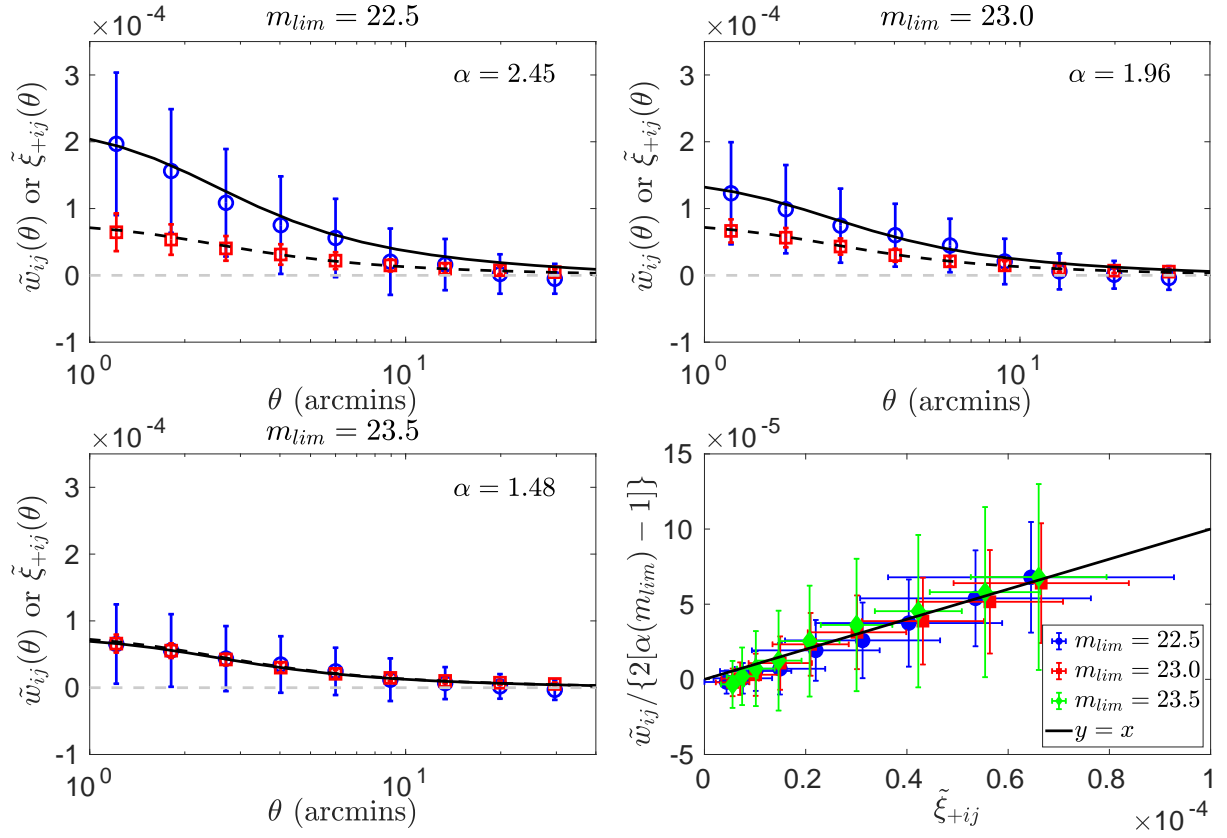 ×10⁻⁴
m_lim = 22.5
α = 2.45
3
2
1
0
-1
w̃_ij(θ) or ξ̃_+ij(θ)
10⁰
10¹
θ (arcmins)
×10⁻⁴
m_lim = 23.0
α = 1.96
3
2
1
0
-1
w̃_ij(θ) or ξ̃_+ij(θ)
10⁰
10¹
θ (arcmins)
×10⁻⁴
m_lim = 23.5
α = 1.48
3
2
1
0
-1
w̃_ij(θ) or ξ̃_+ij(θ)
10⁰
10¹
θ (arcmins)
×10⁻⁵
15
10
5
0
-5
w̃_ij/{2[α(m_lim) − 1]}
m_lim = 22.5
m_lim = 23.0
m_lim = 23.5
y = x
0
0.2
0.4
0.6
0.8
1
ξ̃_+ij
×10⁻⁴